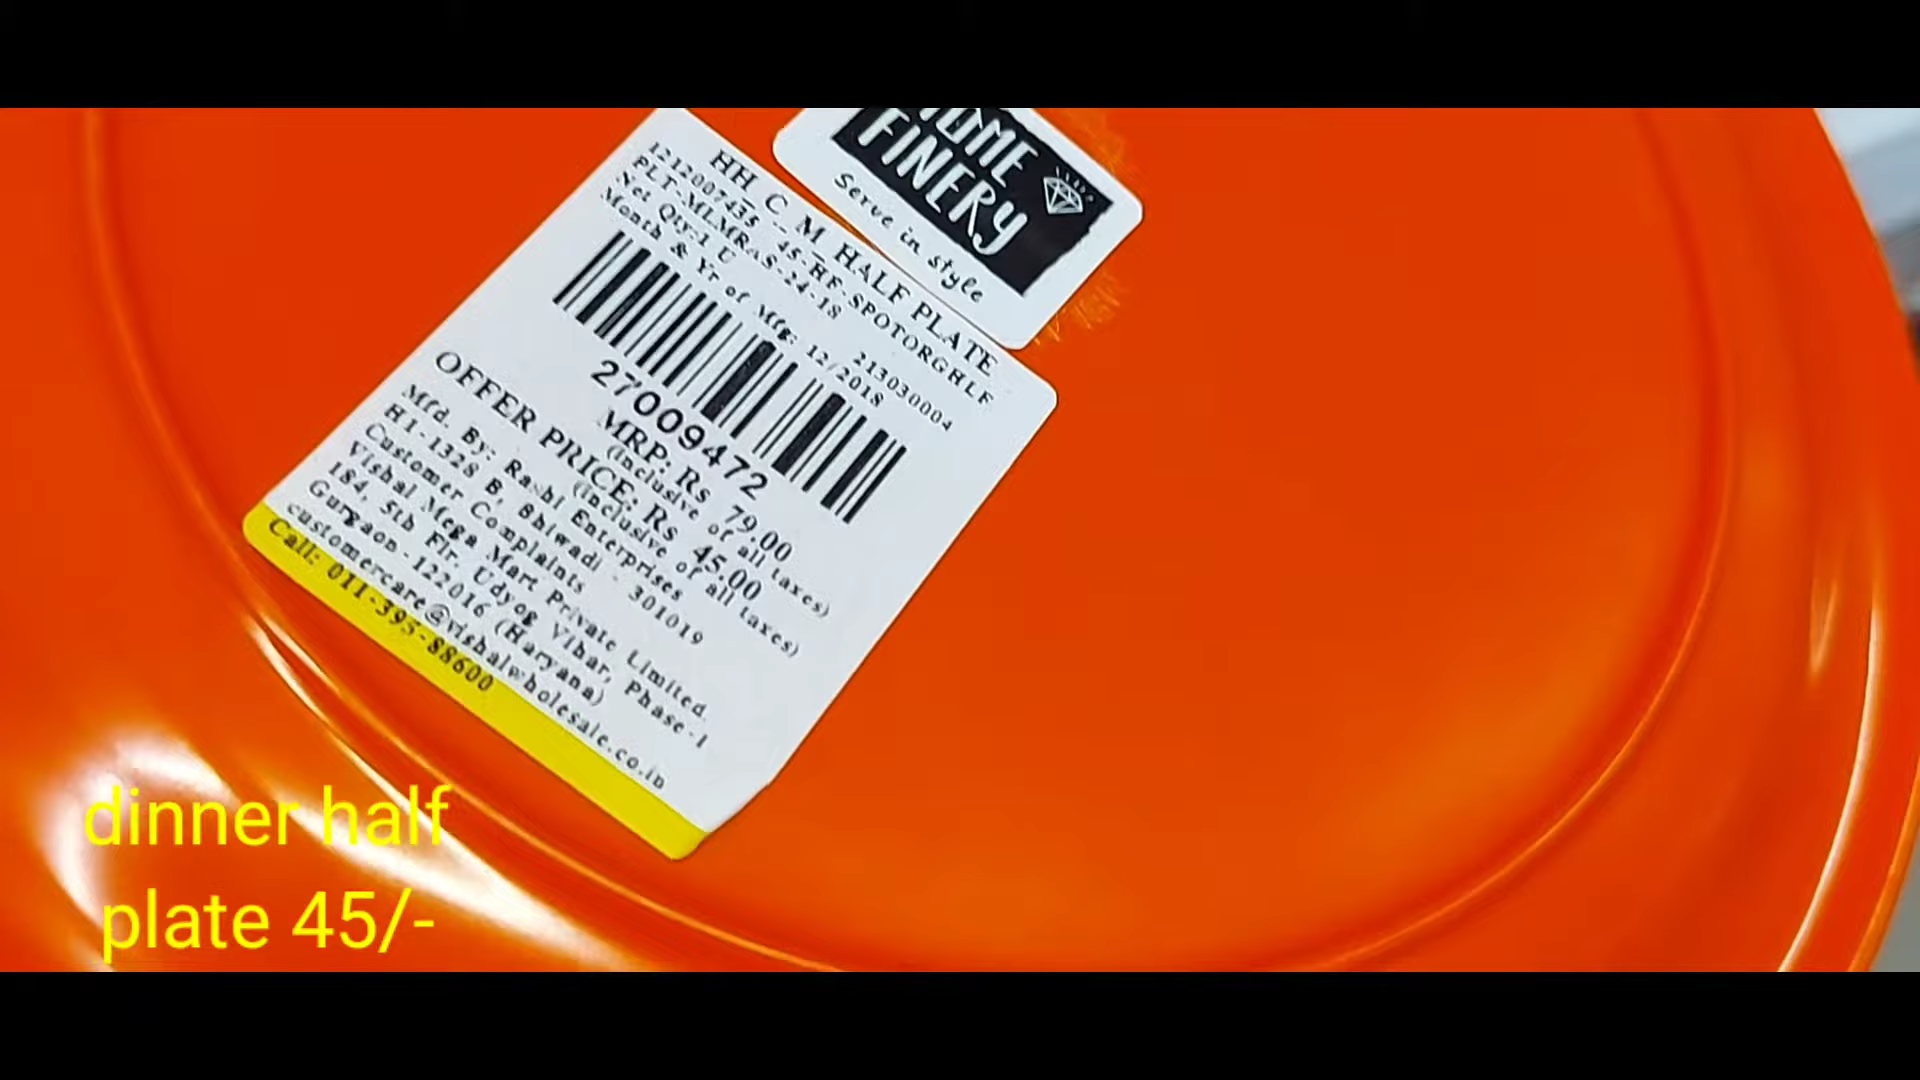 HOME
FINERY
Serve in style
HH_C_M_HALF PLATE
1212007435 - 45-HF-SPOTORGHLF
PLT-MLMRAS-24-18
213030004
Net Qty:1 U
Month & Yr of Mfg: 12/2018
27009472
MRP: Rs 79.00
(Inclusive of all taxes)
OFFER PRICE: Rs 45.00
(Inclusive of all taxes)
Mfd. By: Rashi Enterprises
H1-1328 B, Bhiwadi - 301019
Customer Complaints
Vishal Mega Mart Private Limited
184, 5th Flr. Udyog Vihar, Phase-I
Gurgaon-122016 (Haryana)
customercare@vishalwholesale.co.in
Call: 011-395-88600
dinner half
plate 45/-